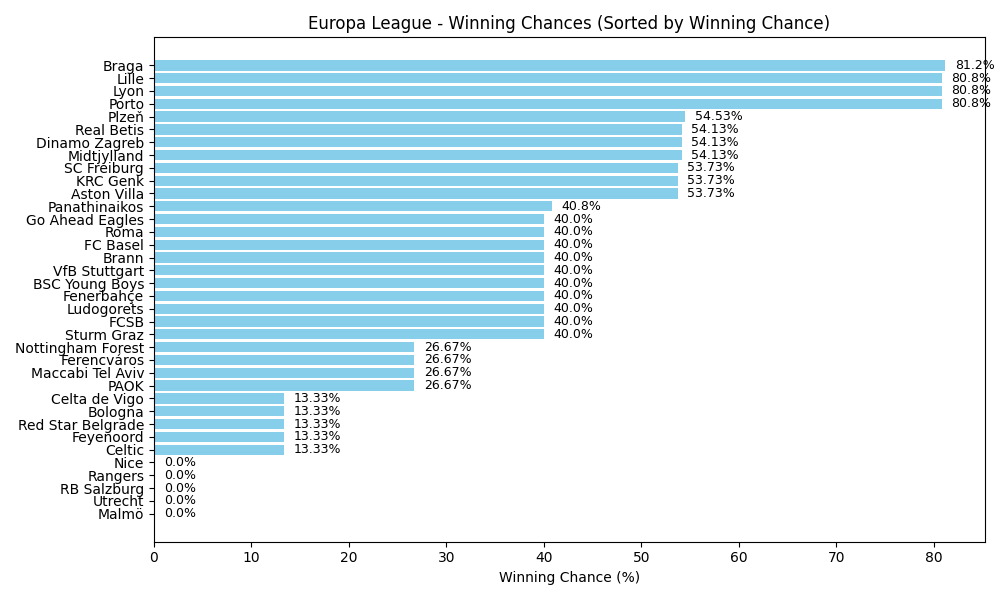 Europa League - Winning Chances (Sorted by Winning Chance)
Braga 81.2%
Lille 80.8%
Lyon 80.8%
Porto 80.8%
Plzeň 54.53%
Real Betis 54.13%
Dinamo Zagreb 54.13%
Midtjylland 54.13%
SC Freiburg 53.73%
KRC Genk 53.73%
Aston Villa 53.73%
Panathinaikos 40.8%
Go Ahead Eagles 40.0%
Roma 40.0%
FC Basel 40.0%
Brann 40.0%
VfB Stuttgart 40.0%
BSC Young Boys 40.0%
Fenerbahçe 40.0%
Ludogorets 40.0%
FCSB 40.0%
Sturm Graz 40.0%
Nottingham Forest 26.67%
Ferencváros 26.67%
Maccabi Tel Aviv 26.67%
PAOK 26.67%
Celta de Vigo 13.33%
Bologna 13.33%
Red Star Belgrade 13.33%
Feyenoord 13.33%
Celtic 13.33%
Nice 0.0%
Rangers 0.0%
RB Salzburg 0.0%
Utrecht 0.0%
Malmö 0.0%
0 10 20 30 40 50 60 70 80
Winning Chance (%)